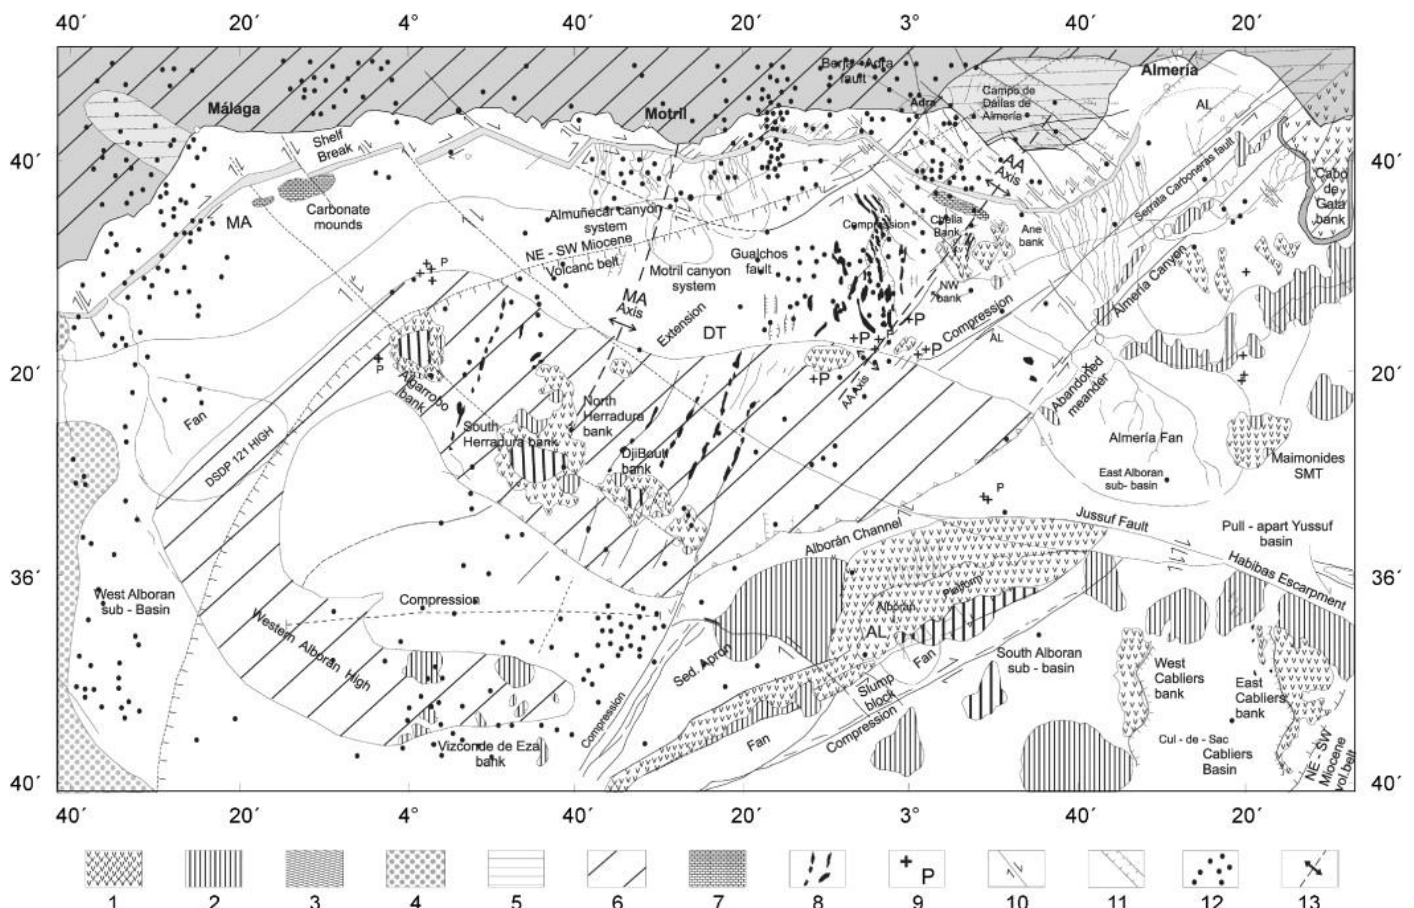 40´ 20´ 4° 40´ 20´ 3° 40´ 20´
Berja - Adra
fault
Almería
Málaga
Motril
Adra
Campo de
Dálias de
Almería
AL
Shelf
Break
40´
40´
AA
Axis
Serrata Carboneras fault
Cabo
de
Gata
bank
MA
Carbonate
mounds
Almuñecar canyon
system
Compression
Chella
Bank
Ane
bank
NE - SW Miocene
Volcanc belt
Gualchos
fault
Motril canyon
system
P
NW
bank
Almería Canyon
MA
Axis
Extension
DT
Compression
P
P
P
P
AL
20´
20´
P
P
AA Axis
Abandoned
meander
Algarrobo
bank
Fan
North
Herradura
bank
South
Herradura bank
DSDP 121 HIGH
DjiBouti
bank
Almería Fan
East Alboran
sub- basin
Maimonides
SMT
P
Alborán Channel
Jussuf Fault
Pull - apart Yussuf
basin
36´
36´
Habibas Escarpment
West Alboran
sub - Basin
Compression
Alborán
Platform
Western Alborán High
AL
Sed. Apron
Fan
South Alboran
sub - basin
West
Cabliers
bank
East
Cabliers
bank
Slump
block
Compression
Compression
Fan
Vizconde de Eza
bank
Cul - de - Sac
Cabliers
Basin
NE - SW
Miocene
vol.belt
40´
40´
40´ 20´ 4° 40´ 20´ 3° 40´ 20´
P
1 2 3 4 5 6 7 8 9 10 11 12 13